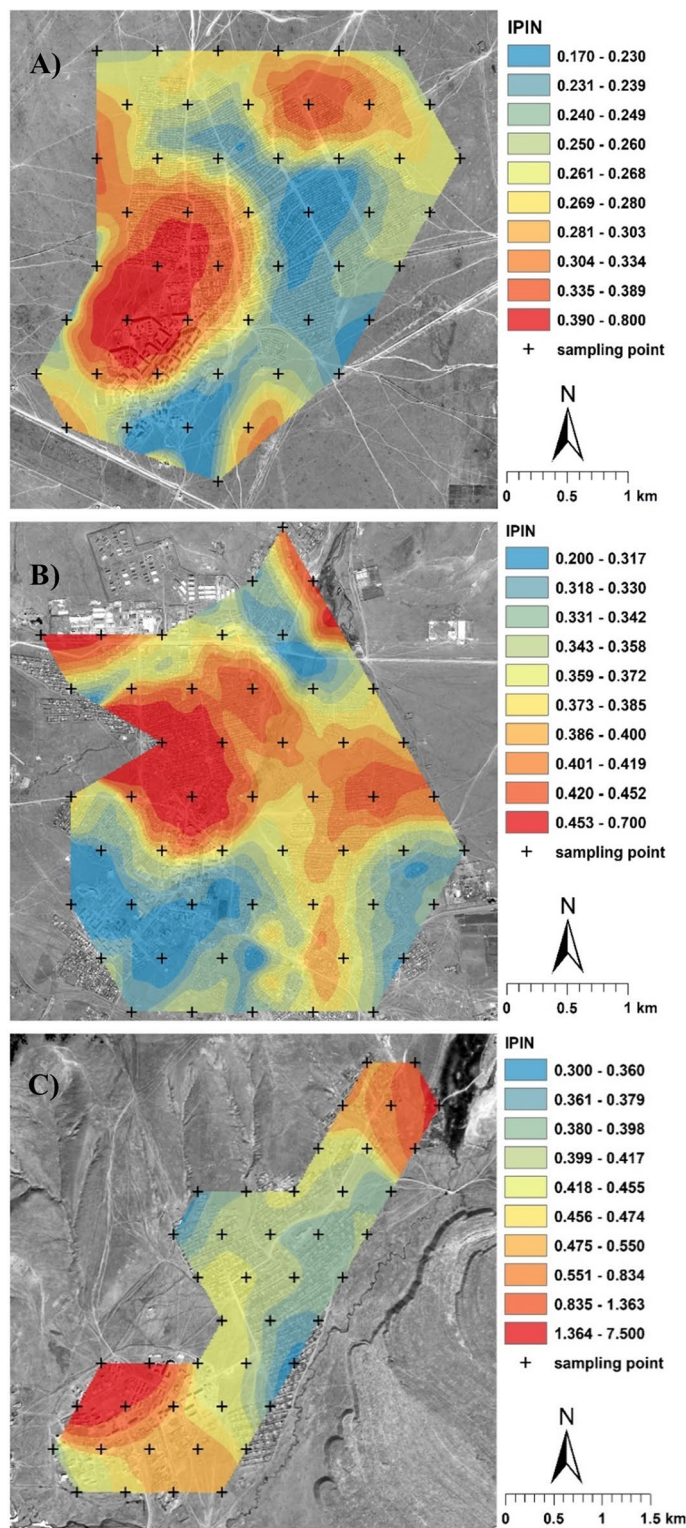 A)
IPIN
0.170 - 0.230
0.231 - 0.239
0.240 - 0.249
0.250 - 0.260
0.261 - 0.268
0.269 - 0.280
0.281 - 0.303
0.304 - 0.334
0.335 - 0.389
0.390 - 0.800
+ sampling point
N
0 0.5 1 km
B)
IPIN
0.200 - 0.317
0.318 - 0.330
0.331 - 0.342
0.343 - 0.358
0.359 - 0.372
0.373 - 0.385
0.386 - 0.400
0.401 - 0.419
0.420 - 0.452
0.453 - 0.700
+ sampling point
N
0 0.5 1 km
C)
IPIN
0.300 - 0.360
0.361 - 0.379
0.380 - 0.398
0.399 - 0.417
0.418 - 0.455
0.456 - 0.474
0.475 - 0.550
0.551 - 0.834
0.835 - 1.363
1.364 - 7.500
+ sampling point
N
0 0.5 1 1.5 km